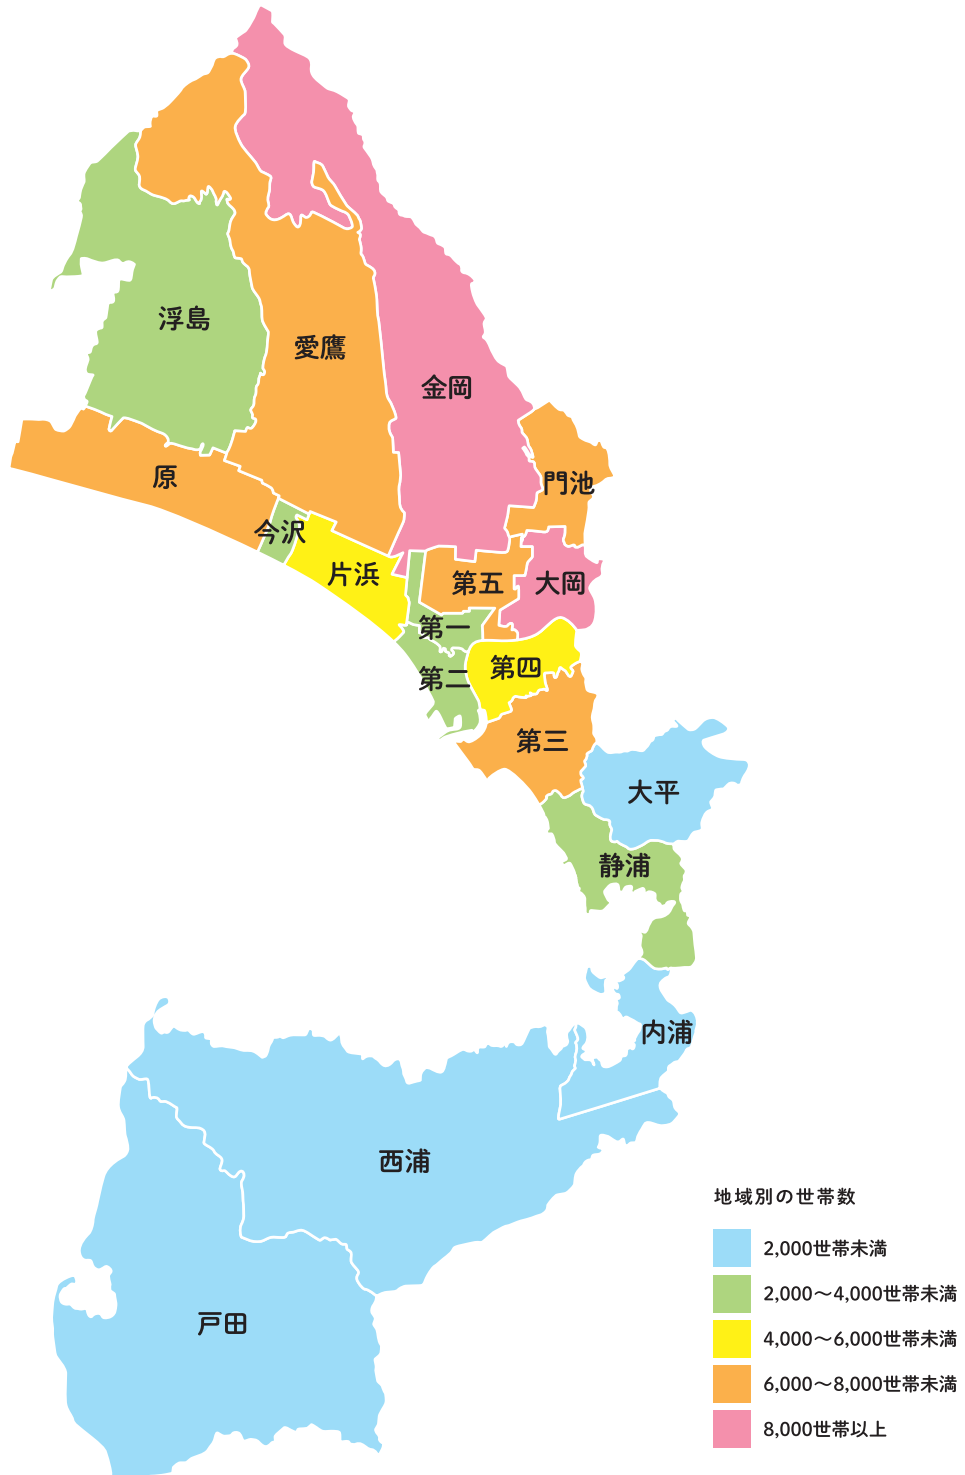 浮島
愛鷹
金岡
原
門池
今沢
片浜
第五
大岡
第一
第四
第二
第三
大平
静浦
内浦
西浦
戸田
地域別の世帯数
2,000世帯未満
2,000～4,000世帯未満
4,000～6,000世帯未満
6,000～8,000世帯未満
8,000世帯以上